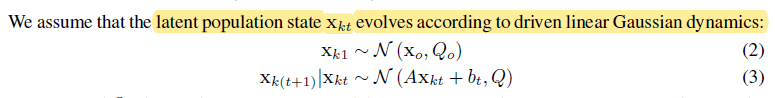 We assume that the latent population state x_{kt} evolves according to driven linear Gaussian dynamics:
x_{k1} ∼ 𝒩 (x_o, Q_o) (2)
x_{k(t+1)}|x_{kt} ∼ 𝒩 (Ax_{kt} + b_t, Q) (3)